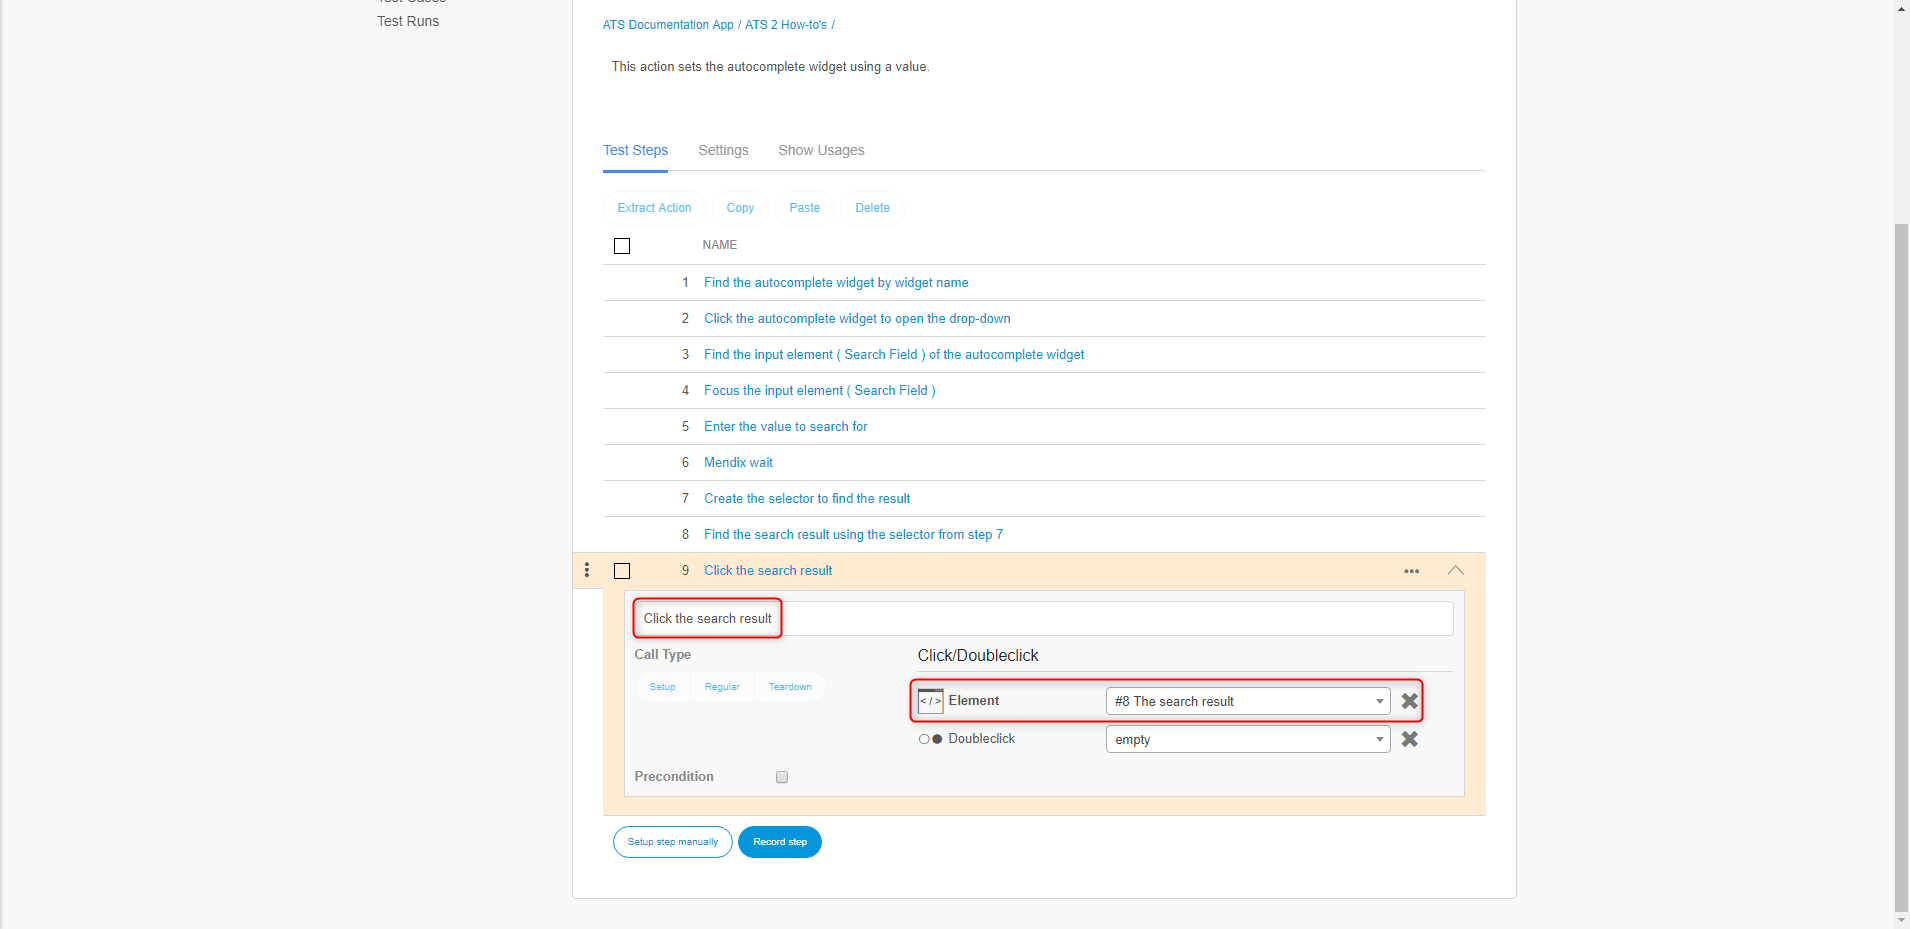 Test Cases
Test Runs
ATS Documentation App / ATS 2 How-to's /
This action sets the autocomplete widget using a value.
Test Steps Settings Show Usages
Extract Action Copy Paste Delete
NAME
1 Find the autocomplete widget by widget name
2 Click the autocomplete widget to open the drop-down
3 Find the input element ( Search Field ) of the autocomplete widget
4 Focus the input element ( Search Field )
5 Enter the value to search for
6 Mendix wait
7 Create the selector to find the result
8 Find the search result using the selector from step 7
9 Click the search result
Click the search result
Call Type Click/Doubleclick
Setup Regular Teardown
</> Element #8 The search result
Doubleclick empty
Precondition
Setup step manually Record step